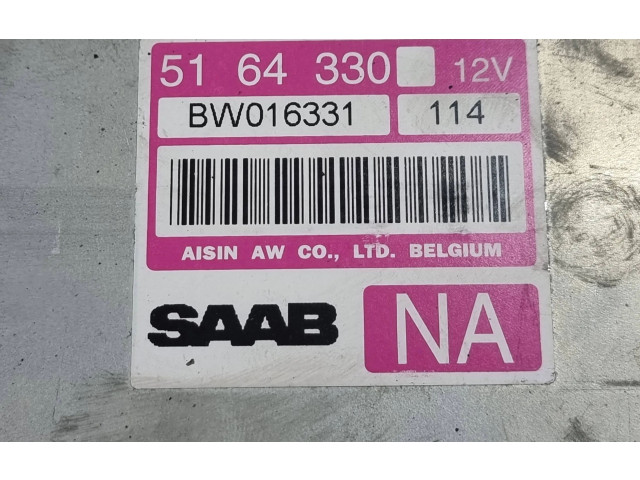 51 64 330 12V
BW016331 114
AISIN AW CO., LTD. BELGIUM
SAAB NA